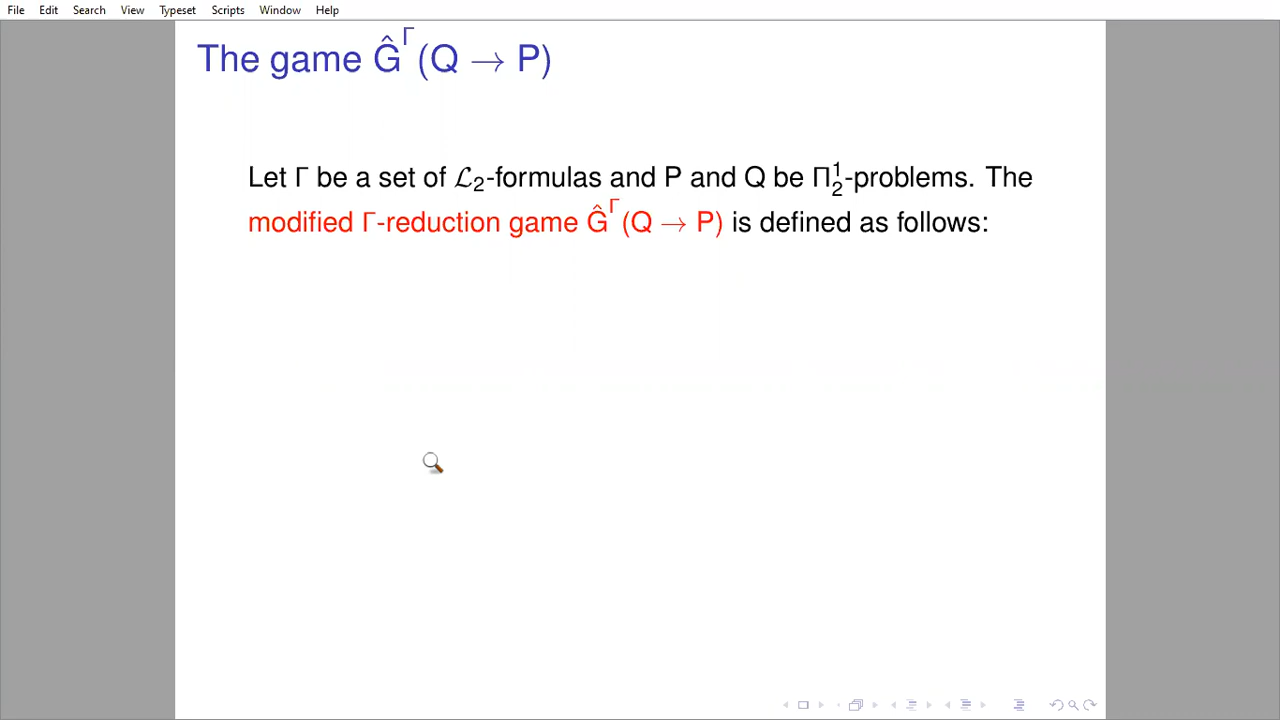 File Edit Search View Typeset Scripts Window Help
The game Ĝ^Γ(Q → P)
Let Γ be a set of ℒ₂-formulas and P and Q be Π¹₂-problems. The
modified Γ-reduction game Ĝ^Γ(Q → P) is defined as follows: